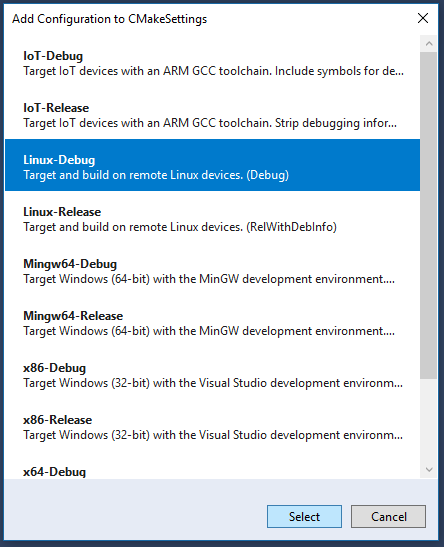 Add Configuration to CMakeSettings
IoT-Debug
Target IoT devices with an ARM GCC toolchain. Include symbols for de...
IoT-Release
Target IoT devices with an ARM GCC toolchain. Strip debugging infor...
Linux-Debug
Target and build on remote Linux devices. (Debug)
Linux-Release
Target and build on remote Linux devices. (RelWithDebInfo)
Mingw64-Debug
Target Windows (64-bit) with the MinGW development environment....
Mingw64-Release
Target Windows (64-bit) with the MinGW development environment....
x86-Debug
Target Windows (32-bit) with the Visual Studio development environm...
x86-Release
Target Windows (32-bit) with the Visual Studio development environm...
x64-Debug
Select
Cancel